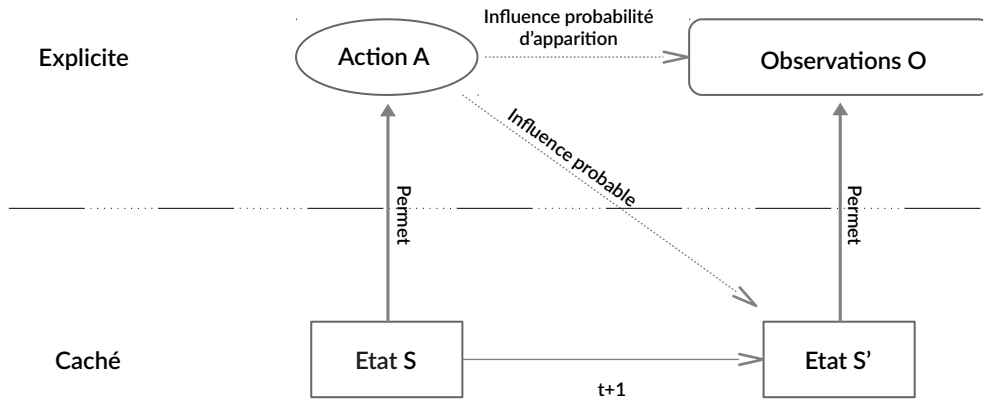 Influence probabilité
d’apparition
Explicite
Action A
Observations O
Influence probable
Permet
Permet
Caché
Etat S
Etat S’
t+1